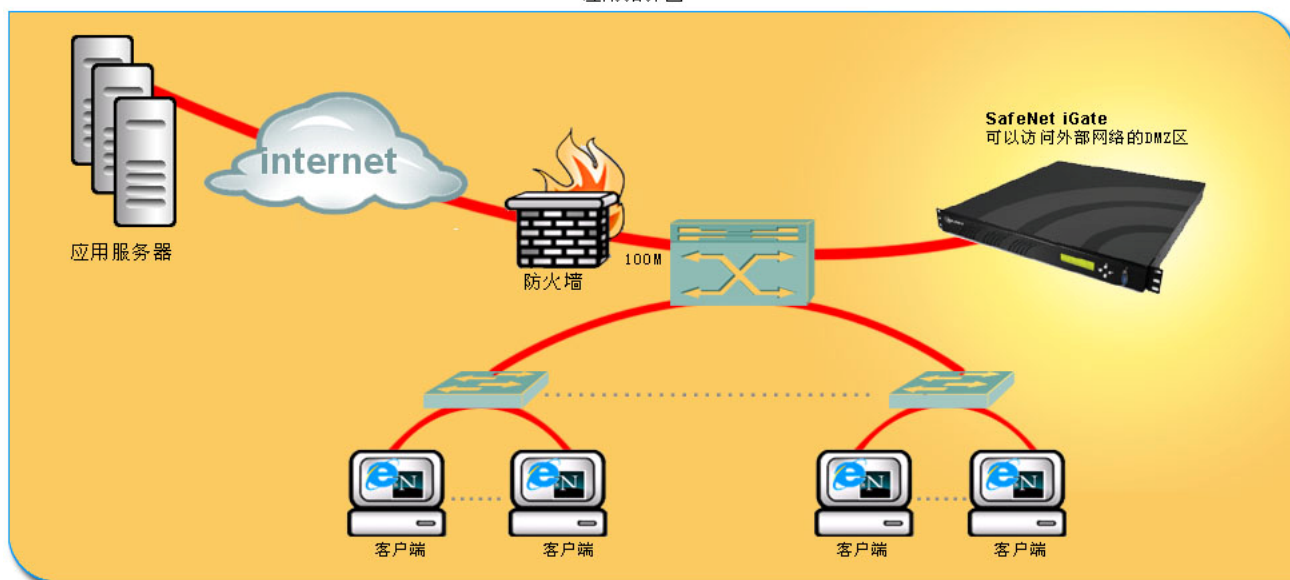 应用服务器
internet
防火墙
100M
SafeNet iGate
可以访问外部网络的DMZ区
N
N
N
N
客户端
客户端
客户端
客户端